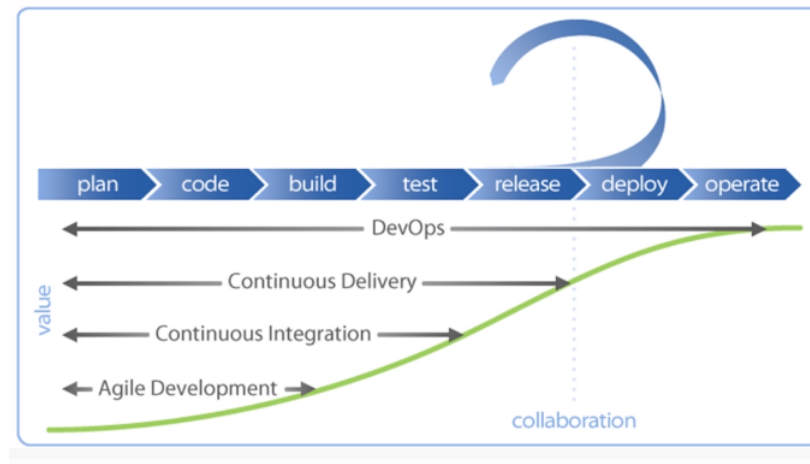 plan code build test release deploy operate
DevOps
Continuous Delivery
value
Continuous Integration
Agile Development
collaboration